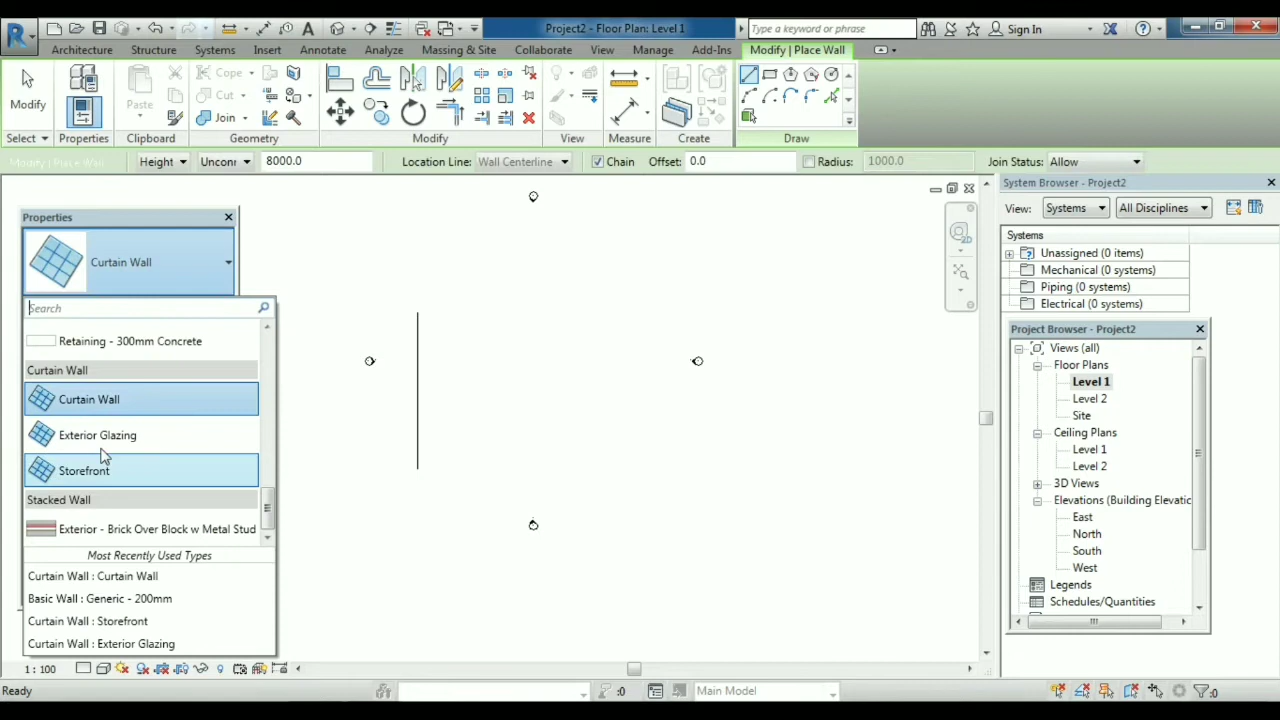 Project2 - Floor Plan: Level 1
Type a keyword or phrase
Sign In
Architecture
Structure
Systems
Insert
Annotate
Analyze
Massing & Site
Collaborate
View
Manage
Add-Ins
Modify | Place Wall
Modify
Paste
Cope
Cut
Join
Select
Properties
Clipboard
Geometry
Modify
View
Measure
Create
Draw
Modify | Place Wall
Height
Uncon
8000.0
Location Line: Wall Centerline
Chain
Offset: 0.0
Radius: 1000.0
Join Status: Allow
Properties
Curtain Wall
Search
Retaining - 300mm Concrete
Curtain Wall
Curtain Wall
Exterior Glazing
Storefront
Stacked Wall
Exterior - Brick Over Block w Metal Stud
Most Recently Used Types
Curtain Wall : Curtain Wall
Basic Wall : Generic - 200mm
Curtain Wall : Storefront
Curtain Wall : Exterior Glazing
2D
System Browser - Project2
View: Systems All Disciplines
Systems
Unassigned (0 items)
Mechanical (0 systems)
Piping (0 systems)
Electrical (0 systems)
Project Browser - Project2
Views (all)
Floor Plans
Level 1
Level 2
Site
Ceiling Plans
Level 1
Level 2
3D Views
Elevations (Building Elevatic
East
North
South
West
Legends
Schedules/Quantities
1 : 100
Ready
:0
Main Model
:0